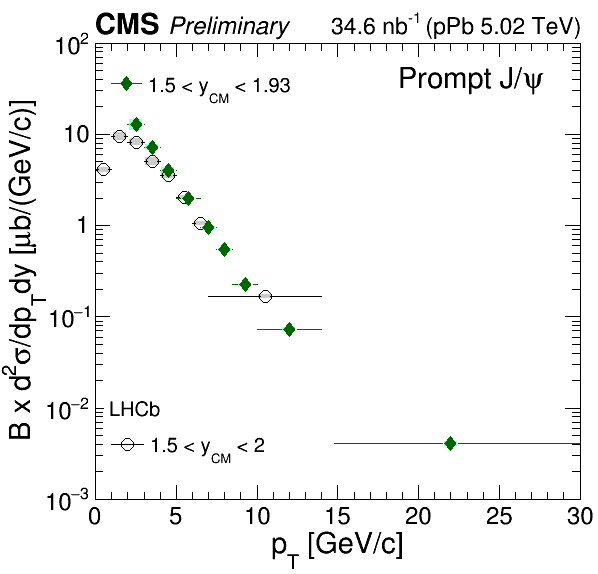 CMS Preliminary 34.6 nb⁻¹ (pPb 5.02 TeV)
Prompt J/ψ
1.5 < y_CM < 1.93
LHCb
1.5 < y_CM < 2
B x d²σ/dp_T dy [μb/(GeV/c)]
10²
10
1
10⁻¹
10⁻²
10⁻³
0 5 10 15 20 25 30
p_T [GeV/c]